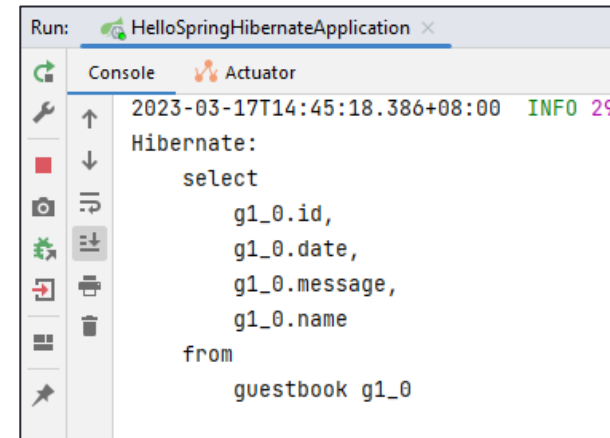 Run: HelloSpringHibernateApplication
Console Actuator
2023-03-17T14:45:18.386+08:00 INFO 29
Hibernate:
select
g1_0.id,
g1_0.date,
g1_0.message,
g1_0.name
from
guestbook g1_0